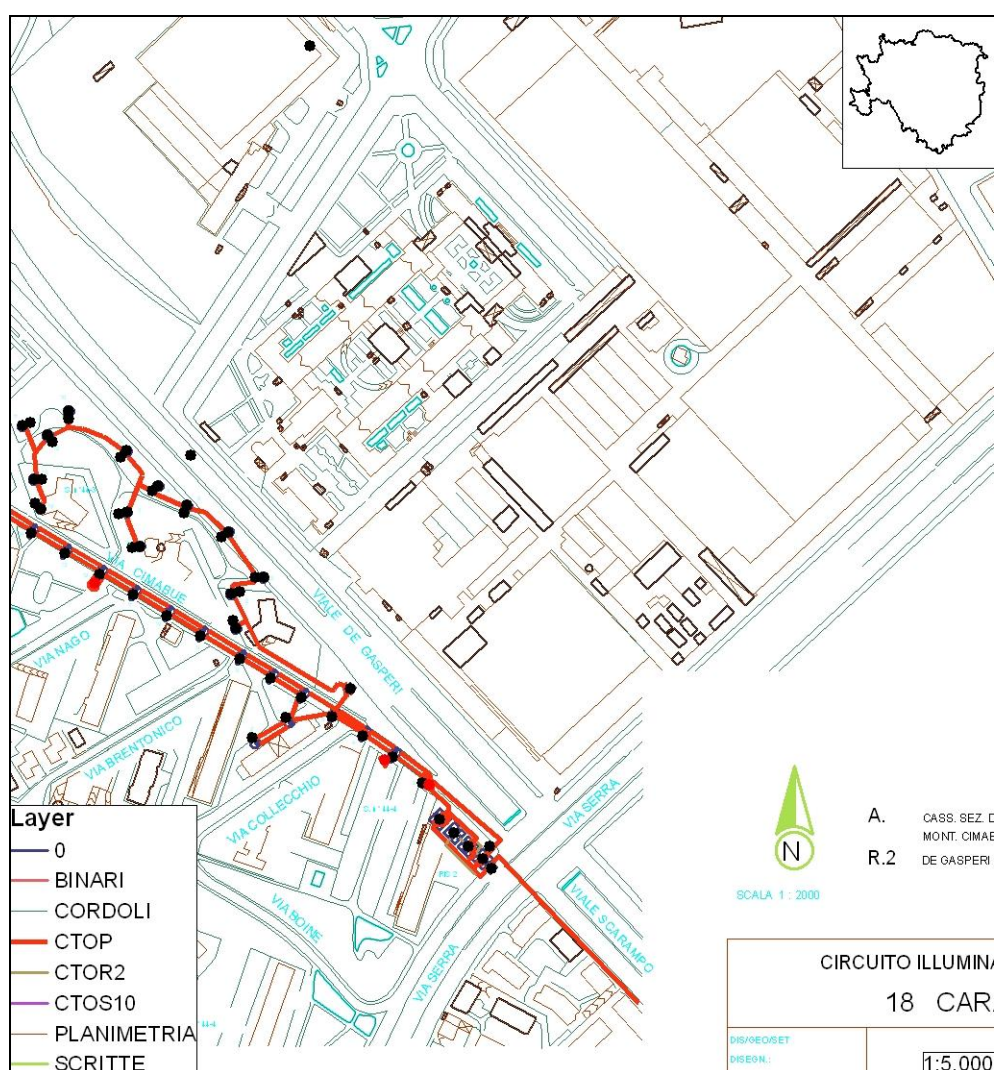 VIA CIMABUE
VIALE DE GASPERI
VIA NAGO
VIA BRENTONICO
VIA COLLECCHIO
VIA SERRA
VIA BOINE
VIA SERRA
VIALE SCARAMPO
N
SCALA 1 : 2000
A. CASS. SEZ. D
MONT. CIMAB
R.2 DE GASPERI
Layer
0
BINARI
CORDOLI
CTOP
CTOR2
CTOS10
PLANIMETRIA
SCRITTE
CIRCUITO ILLUMINA
18 CAR
DIS/GEO/SET
DISEGN.:
1:5.000